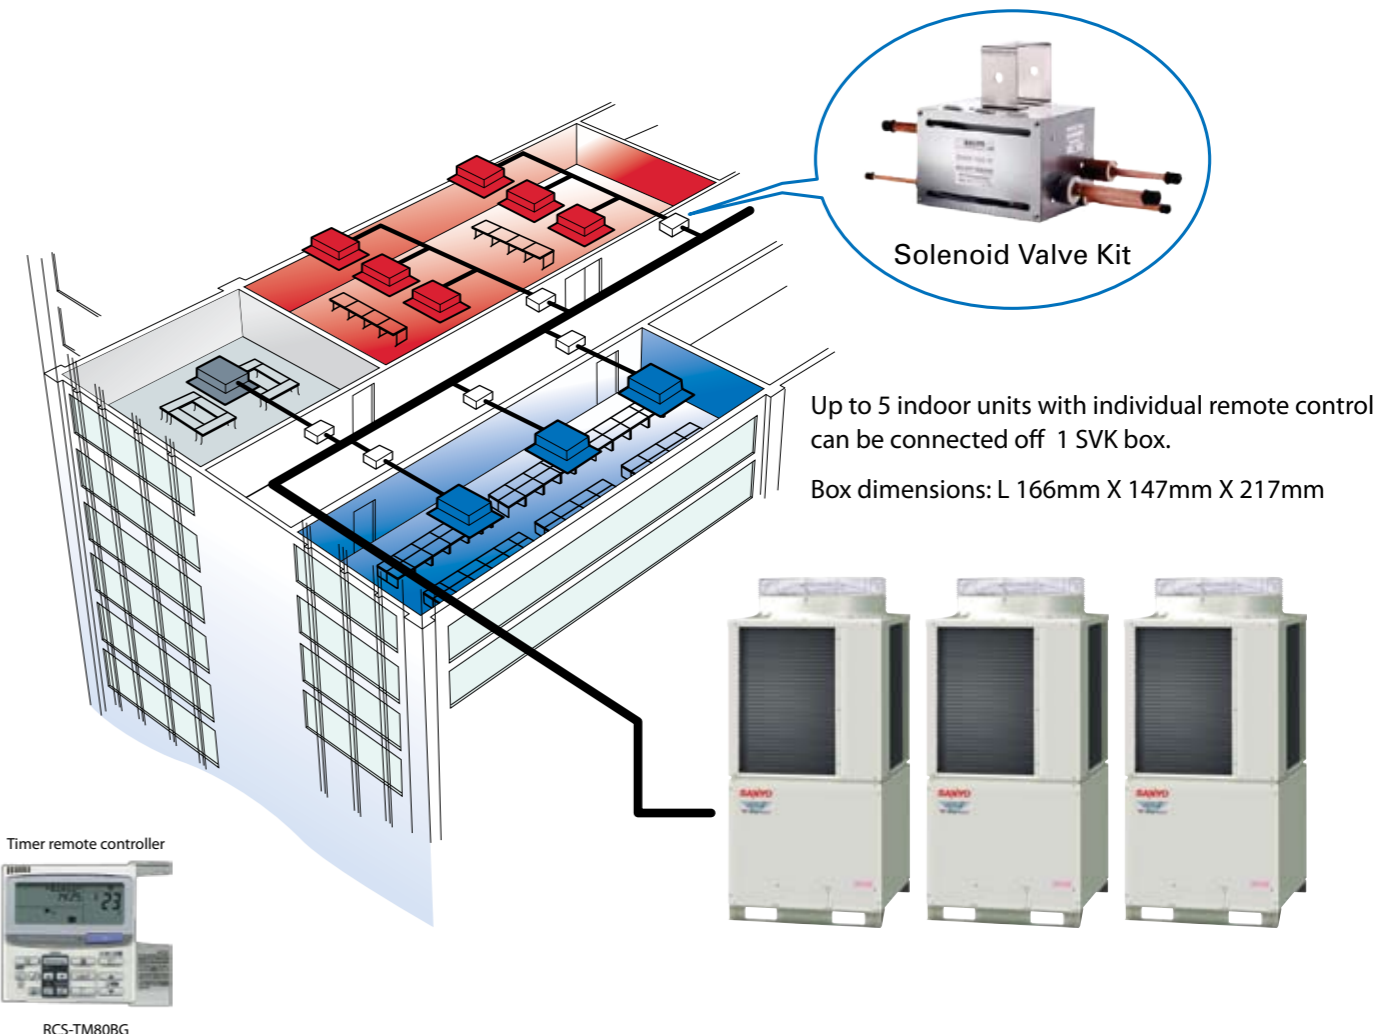 Solenoid Valve Kit
Up to 5 indoor units with individual remote control
can be connected off 1 SVK box.
Box dimensions: L 166mm X 147mm X 217mm
SANYO
SANYO
SANYO
Timer remote controller
23
RCS-TM80BG